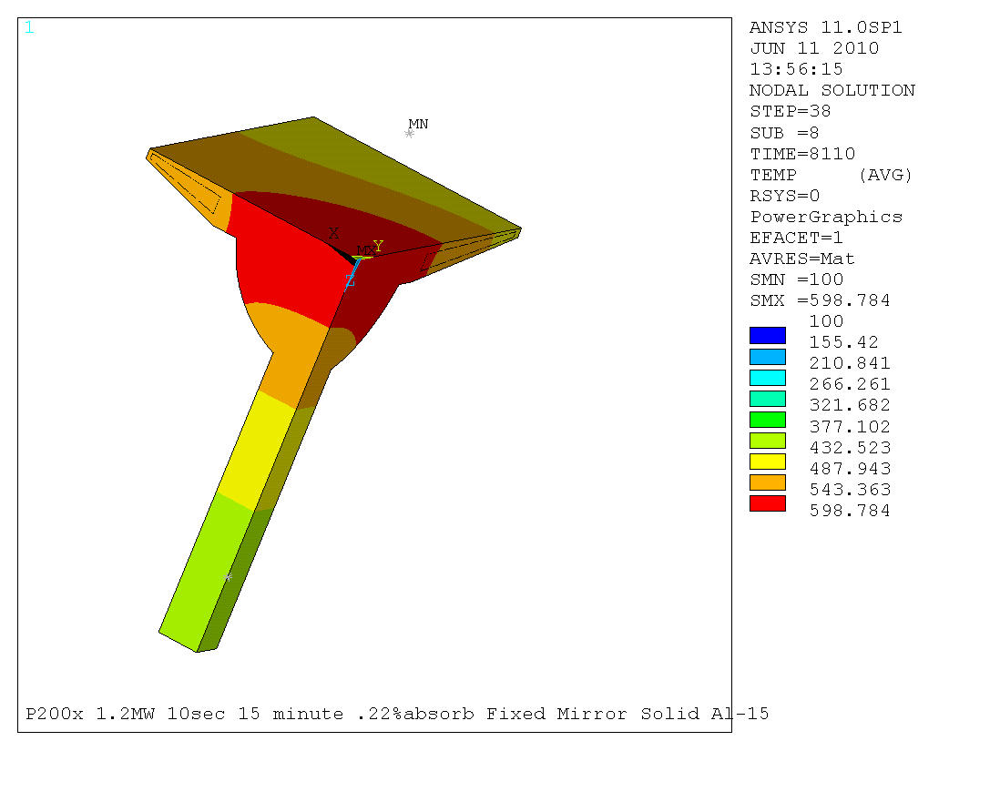 1
MN
X
MX
Y
Z
P200x 1.2MW 10sec 15 minute .22%absorb Fixed Mirror Solid Al-15
ANSYS 11.0SP1
JUN 11 2010
13:56:15
NODAL SOLUTION
STEP=38
SUB =8
TIME=8110
TEMP (AVG)
RSYS=0
PowerGraphics
EFACET=1
AVRES=Mat
SMN =100
SMX =598.784
100
155.42
210.841
266.261
321.682
377.102
432.523
487.943
543.363
598.784